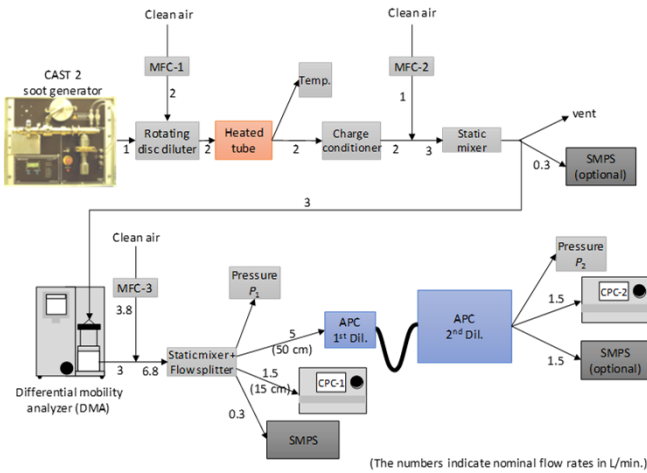 Clean air
Clean air
CAST 2
soot generator
MFC-1
MFC-2
Temp.
2
1
vent
Rotating
disc diluter
Heated
tube
Charge
conditioner
Static
mixer
1
2
2
2
3
0.3
SMPS
(optional)
3
Clean air
MFC-3
3.8
Pressure
P1
Pressure
P2
CPC-2
1.5
APC
1st Dil.
APC
2nd Dil.
5
(50 cm)
Static mixer+
Flow splitter
3
6.8
1.5
(15 cm)
CPC-1
1.5
SMPS
(optional)
Differential mobility
analyzer (DMA)
0.3
SMPS
(The numbers indicate nominal flow rates in L/min.)